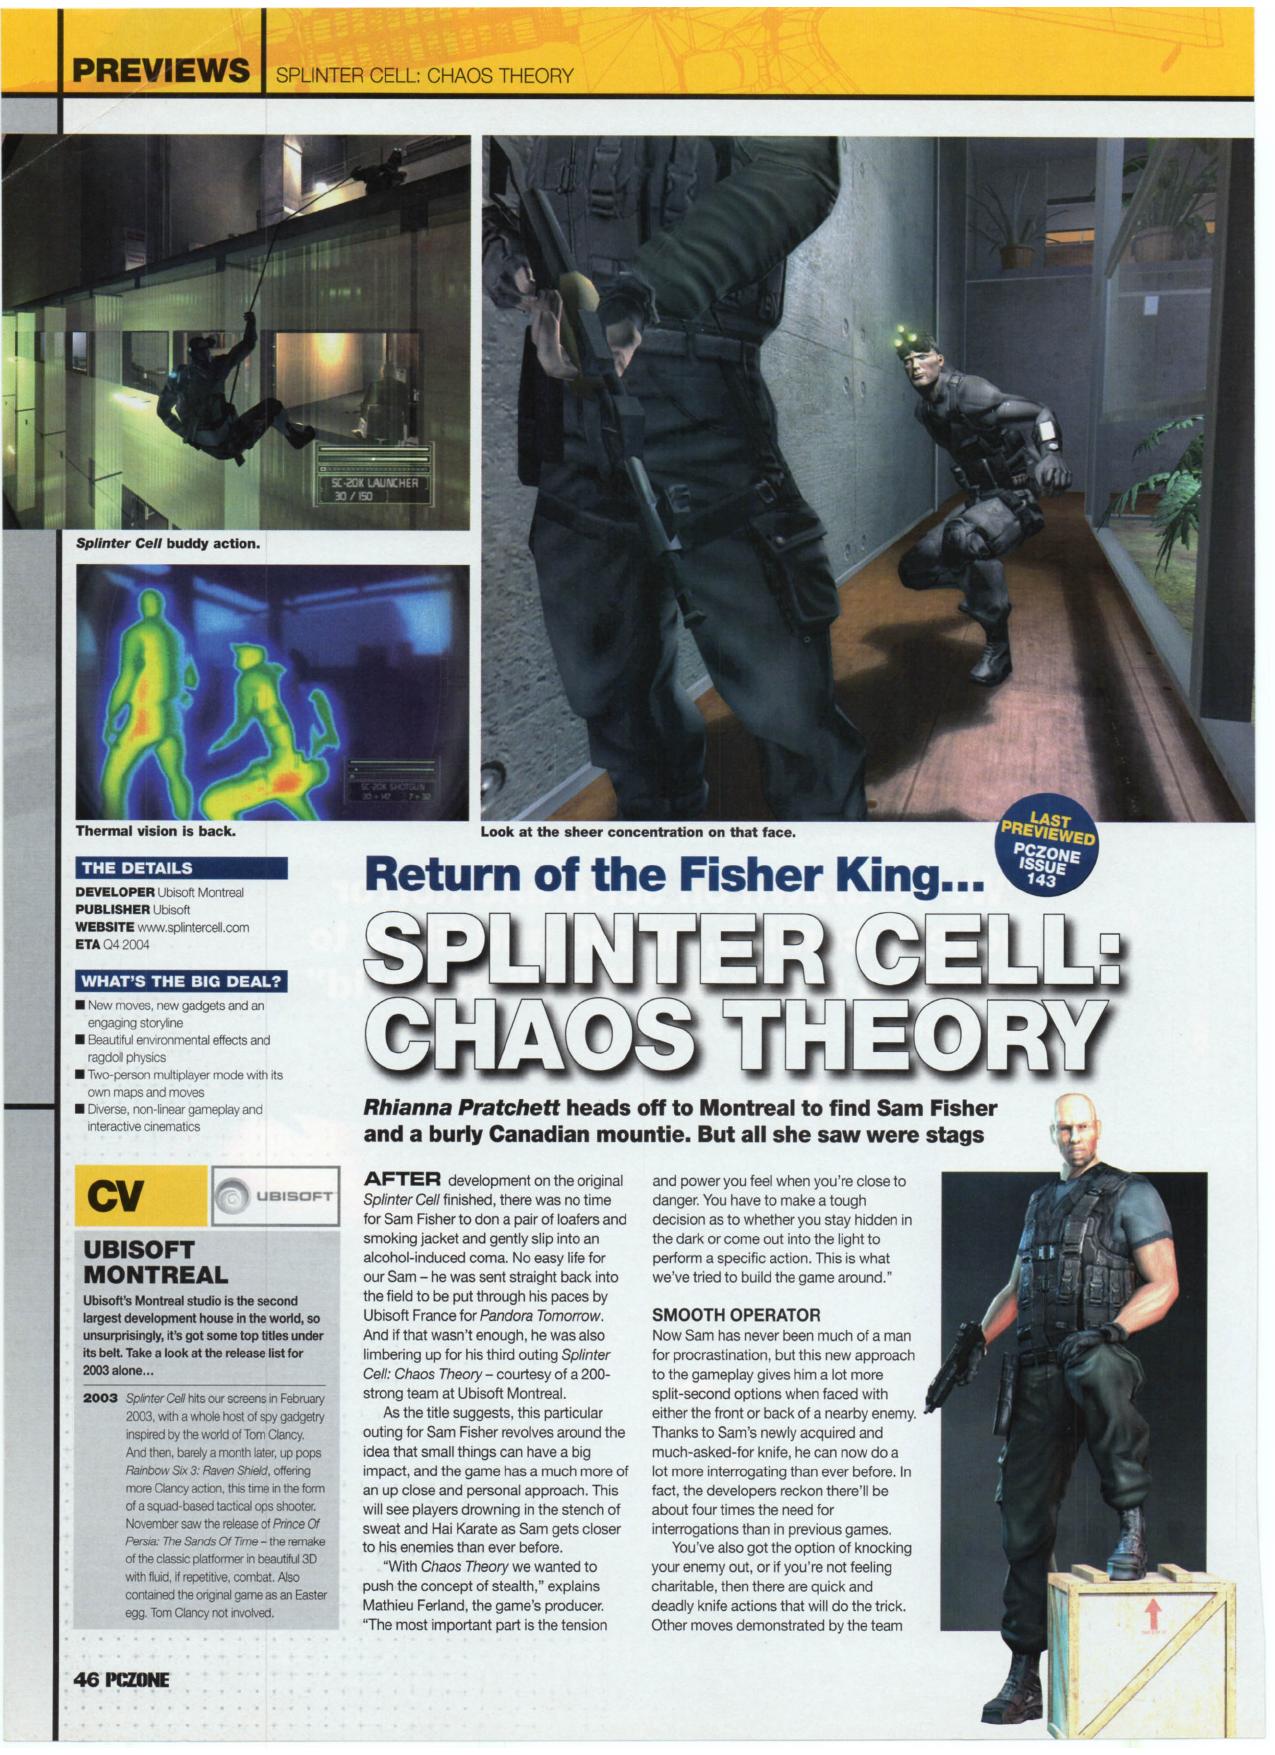 PREVIEWS
SPLINTER CELL: CHAOS THEORY
SC-20K LAUNCHER
30 / 150
Splinter Cell buddy action.
SC-20K SHOTGUN
Thermal vision is back.
Look at the sheer concentration on that face.
LAST
PREVIEWED
PCZONE
ISSUE
143
THE DETAILS
DEVELOPER Ubisoft Montreal
PUBLISHER Ubisoft
WEBSITE www.splintercell.com
ETA Q4 2004
WHAT'S THE BIG DEAL?
■ New moves, new gadgets and an
engaging storyline
■ Beautiful environmental effects and
ragdoll physics
■ Two-person multiplayer mode with its
own maps and moves
■ Diverse, non-linear gameplay and
interactive cinematics
CV
UBISOFT
UBISOFT
MONTREAL
Ubisoft's Montreal studio is the second
largest development house in the world, so
unsurprisingly, it's got some top titles under
its belt. Take a look at the release list for
2003 alone...
2003 Splinter Cell hits our screens in February
2003, with a whole host of spy gadgetry
inspired by the world of Tom Clancy.
And then, barely a month later, up pops
Rainbow Six 3: Raven Shield, offering
more Clancy action, this time in the form
of a squad-based tactical ops shooter.
November saw the release of Prince Of
Persia: The Sands Of Time – the remake
of the classic platformer in beautiful 3D
with fluid, if repetitive, combat. Also
contained the original game as an Easter
egg. Tom Clancy not involved.
Return of the Fisher King...
SPLINTER CELL:
CHAOS THEORY
Rhianna Pratchett heads off to Montreal to find Sam Fisher
and a burly Canadian mountie. But all she saw were stags
AFTER development on the original
Splinter Cell finished, there was no time
for Sam Fisher to don a pair of loafers and
smoking jacket and gently slip into an
alcohol-induced coma. No easy life for
our Sam – he was sent straight back into
the field to be put through his paces by
Ubisoft France for Pandora Tomorrow.
And if that wasn't enough, he was also
limbering up for his third outing Splinter
Cell: Chaos Theory – courtesy of a 200-
strong team at Ubisoft Montreal.
As the title suggests, this particular
outing for Sam Fisher revolves around the
idea that small things can have a big
impact, and the game has a much more of
an up close and personal approach. This
will see players drowning in the stench of
sweat and Hai Karate as Sam gets closer
to his enemies than ever before.
"With Chaos Theory we wanted to
push the concept of stealth," explains
Mathieu Ferland, the game's producer.
"The most important part is the tension
and power you feel when you're close to
danger. You have to make a tough
decision as to whether you stay hidden in
the dark or come out into the light to
perform a specific action. This is what
we've tried to build the game around."
SMOOTH OPERATOR
Now Sam has never been much of a man
for procrastination, but this new approach
to the gameplay gives him a lot more
split-second options when faced with
either the front or back of a nearby enemy.
Thanks to Sam's newly acquired and
much-asked-for knife, he can now do a
lot more interrogating than ever before. In
fact, the developers reckon there'll be
about four times the need for
interrogations than in previous games.
You've also got the option of knocking
your enemy out, or if you're not feeling
charitable, then there are quick and
deadly knife actions that will do the trick.
Other moves demonstrated by the team
46 PCZONE